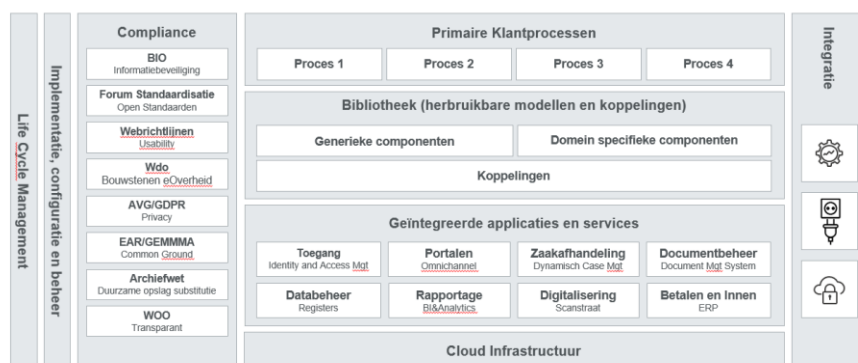 Life Cycle Management
Implementatie, configuratie en beheer
Compliance
BIO
Informatiebeveiliging
Forum Standaardisatie
Open Standaarden
Webrichtlijnen
Usability
Wdo
Bouwstenen eOverheid
AVG/GDPR
Privacy
EAR/GEMMMA
Common Ground
Archiefwet
Duurzame opslag substitutie
WOO
Transparant
Primaire Klantprocessen
Proces 1
Proces 2
Proces 3
Proces 4
Bibliotheek (herbruikbare modellen en koppelingen)
Generieke componenten
Domein specifieke componenten
Koppelingen
Geïntegreerde applicaties en services
Toegang
Identity and Access Mgt
Portalen
Omnichannel
Zaakafhandeling
Dynamisch Case Mgt
Documentbeheer
Document Mgt System
Databeheer
Registers
Rapportage
BI&Analytics
Digitalisering
Scanstraat
Betalen en Innen
ERP
Cloud Infrastructuur
Integratie